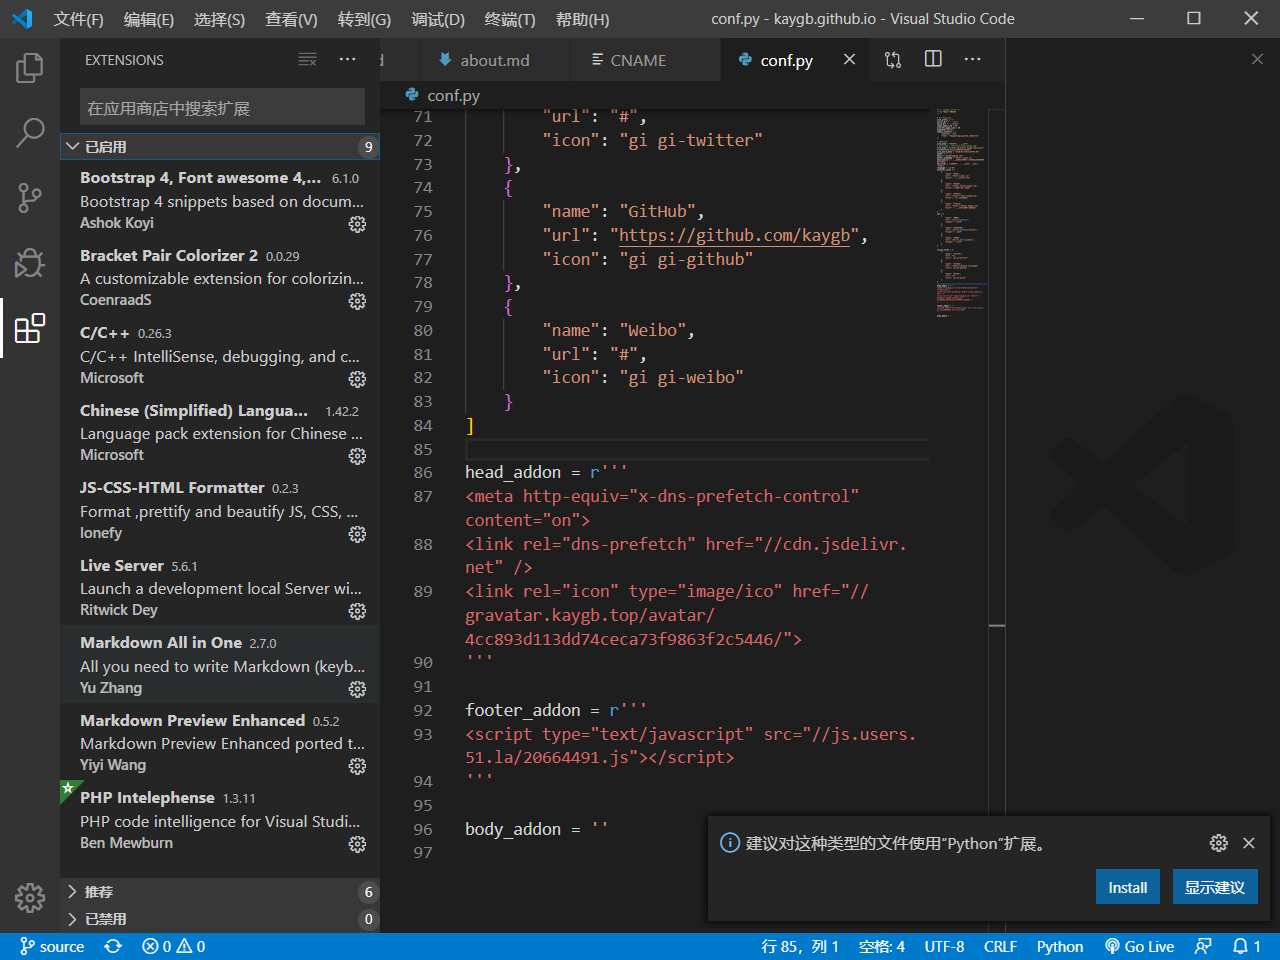 文件(F) 编辑(E) 选择(S) 查看(V) 转到(G) 调试(D) 终端(T) 帮助(H) conf.py - kaygb.github.io - Visual Studio Code
EXTENSIONS
在应用商店中搜索扩展
已启用 9
Bootstrap 4, Font awesome 4,... 6.1.0
Bootstrap 4 snippets based on docum...
Ashok Koyi
Bracket Pair Colorizer 2 0.0.29
A customizable extension for colorizin...
CoenraadS
C/C++ 0.26.3
C/C++ IntelliSense, debugging, and c...
Microsoft
Chinese (Simplified) Langua... 1.42.2
Language pack extension for Chinese ...
Microsoft
JS-CSS-HTML Formatter 0.2.3
Format ,prettify and beautify JS, CSS, ...
lonefy
Live Server 5.6.1
Launch a development local Server wi...
Ritwick Dey
Markdown All in One 2.7.0
All you need to write Markdown (keyb...
Yu Zhang
Markdown Preview Enhanced 0.5.2
Markdown Preview Enhanced ported t...
Yiyi Wang
PHP Intelephense 1.3.11
PHP code intelligence for Visual Studi...
Ben Mewburn
推荐 6
已禁用 0
about.md CNAME conf.py
conf.py
71 "url": "#",
72 "icon": "gi gi-twitter"
73 },
74 {
75 "name": "GitHub",
76 "url": "https://github.com/kaygb",
77 "icon": "gi gi-github"
78 },
79 {
80 "name": "Weibo",
81 "url": "#",
82 "icon": "gi gi-weibo"
83 }
84 ]
85
86 head_addon = r'''
87 <meta http-equiv="x-dns-prefetch-control"
content="on">
88 <link rel="dns-prefetch" href="//cdn.jsdelivr.
net" />
89 <link rel="icon" type="image/ico" href="//
gravatar.kaygb.top/avatar/
4cc893d113dd74ceca73f9863f2c5446/">
90 '''
91
92 footer_addon = r'''
93 <script type="text/javascript" src="//js.users.
51.la/20664491.js"></script>
94 '''
95
96 body_addon = ''
97
建议对这种类型的文件使用“Python”扩展。
Install 显示建议
source 0 0 行 85，列 1 空格: 4 UTF-8 CRLF Python Go Live 1